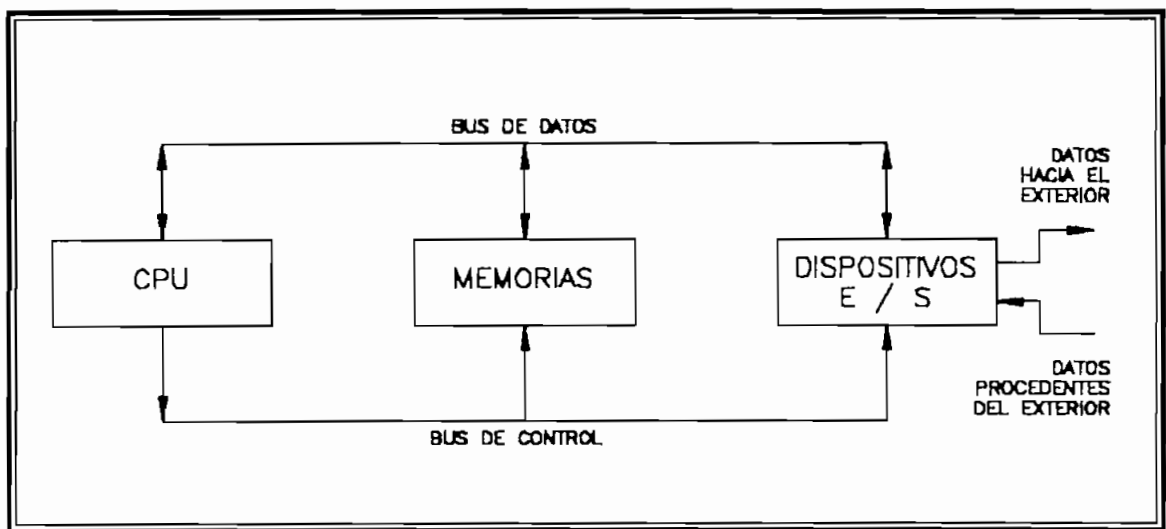 BUS DE DATOS
DATOS
HACIA EL
EXTERIOR
CPU
MEMORIAS
DISPOSITIVOS
E / S
DATOS
PROCEDENTES
DEL EXTERIOR
BUS DE CONTROL